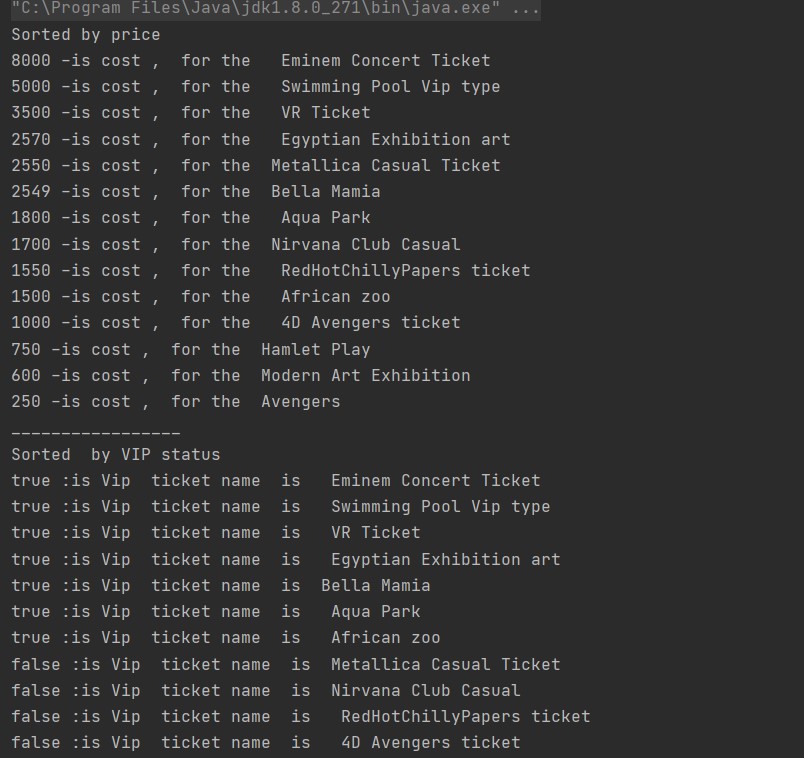 "C:\Program Files\Java\jdk1.8.0_271\bin\java.exe" ...
Sorted by price
8000 -is cost ,  for the   Eminem Concert Ticket
5000 -is cost ,  for the   Swimming Pool Vip type
3500 -is cost ,  for the   VR Ticket
2570 -is cost ,  for the   Egyptian Exhibition art
2550 -is cost ,  for the  Metallica Casual Ticket
2549 -is cost ,  for the  Bella Mamia
1800 -is cost ,  for the   Aqua Park
1700 -is cost ,  for the  Nirvana Club Casual
1550 -is cost ,  for the   RedHotChillyPapers ticket
1500 -is cost ,  for the   African zoo
1000 -is cost ,  for the   4D Avengers ticket
750 -is cost ,  for the  Hamlet Play
600 -is cost ,  for the  Modern Art Exhibition
250 -is cost ,  for the  Avengers
_________________
Sorted  by VIP status
true :is Vip  ticket name  is   Eminem Concert Ticket
true :is Vip  ticket name  is   Swimming Pool Vip type
true :is Vip  ticket name  is   VR Ticket
true :is Vip  ticket name  is   Egyptian Exhibition art
true :is Vip  ticket name  is  Bella Mamia
true :is Vip  ticket name  is   Aqua Park
true :is Vip  ticket name  is   African zoo
false :is Vip  ticket name  is  Metallica Casual Ticket
false :is Vip  ticket name  is  Nirvana Club Casual
false :is Vip  ticket name  is   RedHotChillyPapers ticket
false :is Vip  ticket name  is   4D Avengers ticket